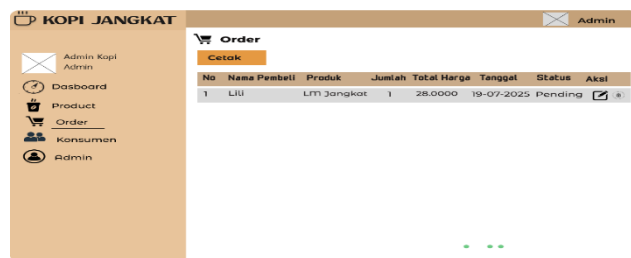 KOPI JANGKAT
Admin
Order
Admin Kopi
Admin
Cetak
Dasboard
Product
Order
Konsumen
Admin
No Nama Pembeli Produk Jumlah Total Harga Tanggal Status Aksi
1 Lili LM Jangkat 1 28.0000 19-07-2025 Pending